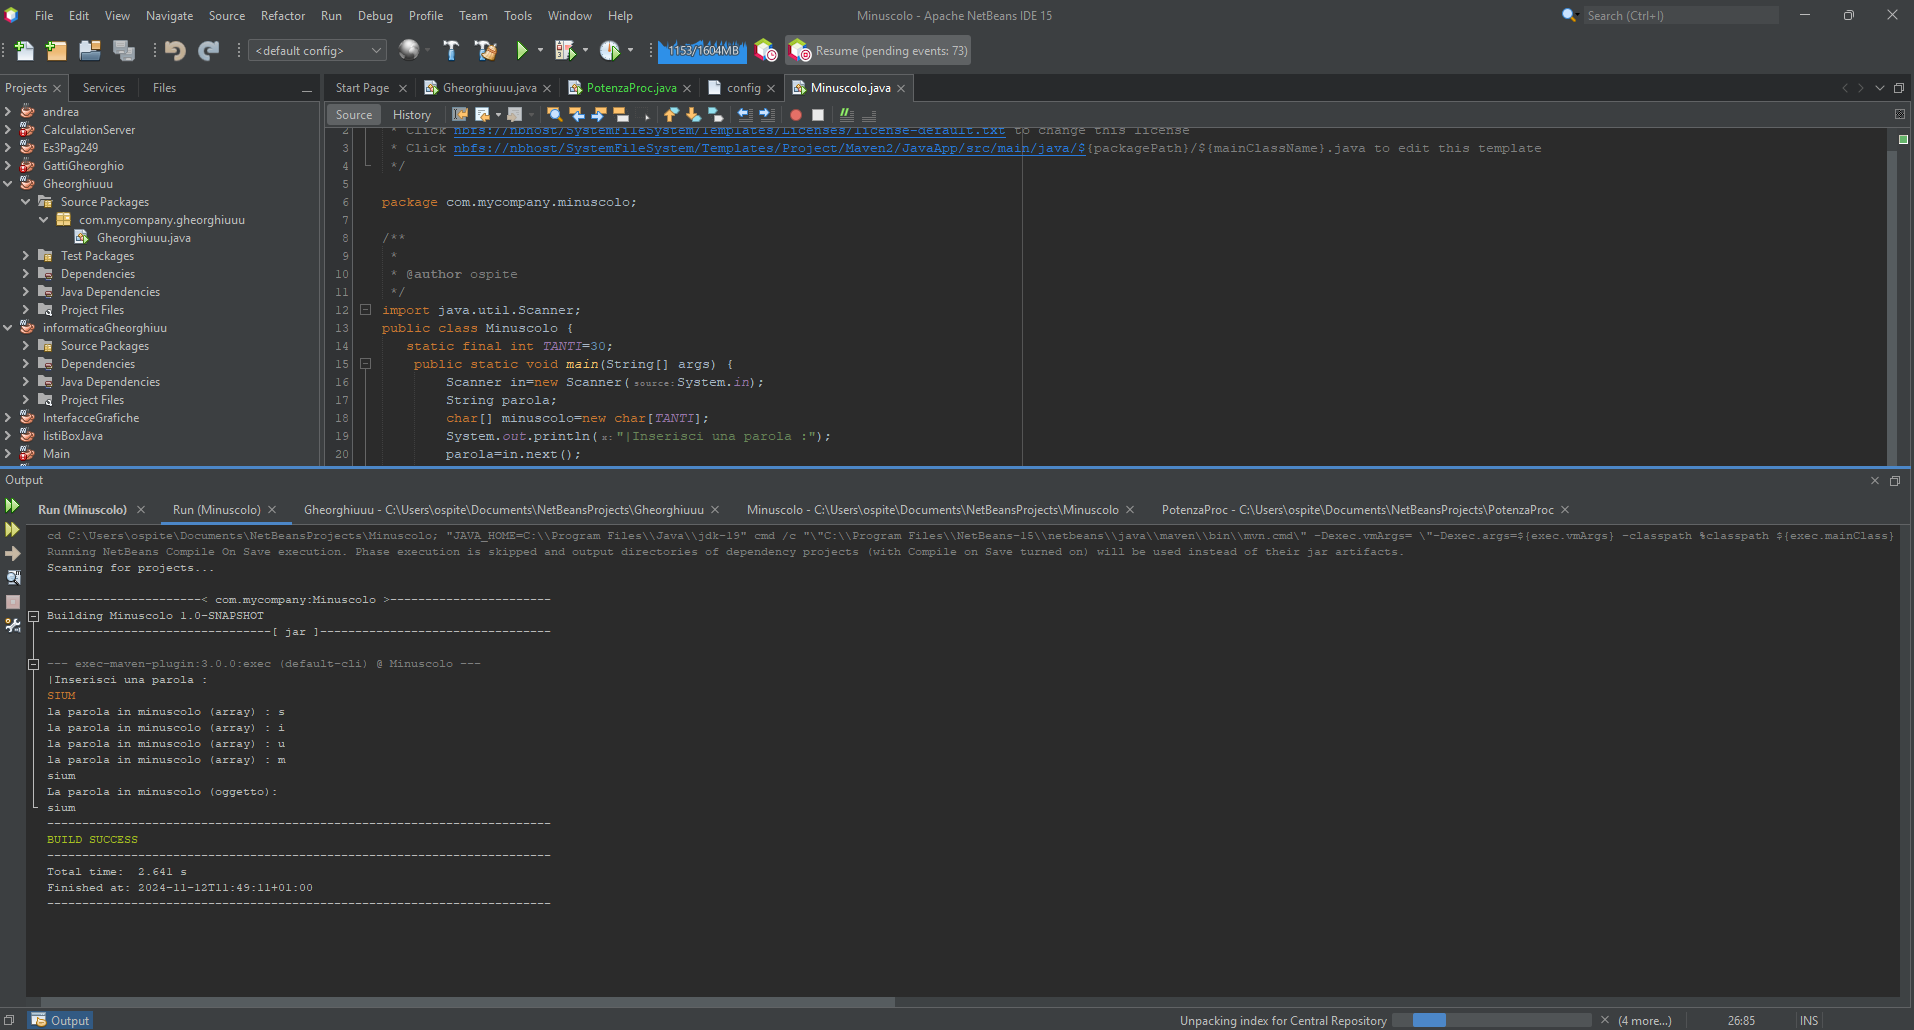 File Edit View Navigate Source Refactor Run Debug Profile Team Tools Window Help Minuscolo - Apache NetBeans IDE 15 Search (Ctrl+I)
<default config> 1153/1604MB Resume (pending events: 73)
Projects Services Files Start Page Gheorghiuuu.java PotenzaProc.java config Minuscolo.java
Source History
andrea
CalculationServer
Es3Pag249
GattiGheorghio
Gheorghiuuu
Source Packages
com.mycompany.gheorghiuuu
Gheorghiuuu.java
Test Packages
Dependencies
Java Dependencies
Project Files
informaticaGheorghiuu
Source Packages
Dependencies
Java Dependencies
Project Files
InterfacceGrafiche
listiBoxJava
Main
2 * Click nbfs://nbhost/SystemFileSystem/Templates/Licenses/license-default.txt to change this license
3 * Click nbfs://nbhost/SystemFileSystem/Templates/Project/Maven2/JavaApp/src/main/java/${packagePath}/${mainClassName}.java to edit this template
4 */
5
6 package com.mycompany.minuscolo;
7
8 /**
9 *
10 * @author ospite
11 */
12 import java.util.Scanner;
13 public class Minuscolo {
14 static final int TANTI=30;
15 public static void main(String[] args) {
16 Scanner in=new Scanner(source:System.in);
17 String parola;
18 char[] minuscolo=new char[TANTI];
19 System.out.println(x:"|Inserisci una parola :");
20 parola=in.next();
Output
Run (Minuscolo) Run (Minuscolo) Gheorghiuuu - C:\Users\ospite\Documents\NetBeansProjects\Gheorghiuuu Minuscolo - C:\Users\ospite\Documents\NetBeansProjects\Minuscolo PotenzaProc - C:\Users\ospite\Documents\NetBeansProjects\PotenzaProc
cd C:\Users\ospite\Documents\NetBeansProjects\Minuscolo; "JAVA_HOME=C:\\Program Files\\Java\\jdk-19" cmd /c "\"C:\\Program Files\\NetBeans-15\\netbeans\\java\\maven\\bin\\mvn.cmd\" -Dexec.vmArgs= \"-Dexec.args=${exec.vmArgs} -classpath %classpath ${exec.mainClass}
Running NetBeans Compile On Save execution. Phase execution is skipped and output directories of dependency projects (with Compile on Save turned on) will be used instead of their jar artifacts.
Scanning for projects...
----------------------< com.mycompany:Minuscolo >-----------------------
Building Minuscolo 1.0-SNAPSHOT
--------------------------------[ jar ]---------------------------------
--- exec-maven-plugin:3.0.0:exec (default-cli) @ Minuscolo ---
|Inserisci una parola :
SIUM
la parola in minuscolo (array) : s
la parola in minuscolo (array) : i
la parola in minuscolo (array) : u
la parola in minuscolo (array) : m
sium
La parola in minuscolo (oggetto):
sium
------------------------------------------------------------------------
BUILD SUCCESS
------------------------------------------------------------------------
Total time: 2.641 s
Finished at: 2024-11-12T11:49:11+01:00
------------------------------------------------------------------------
Output Unpacking index for Central Repository (4 more...) 26:85 INS